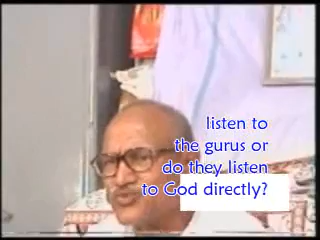 listen to
the gurus or
do they listen
to God directly?